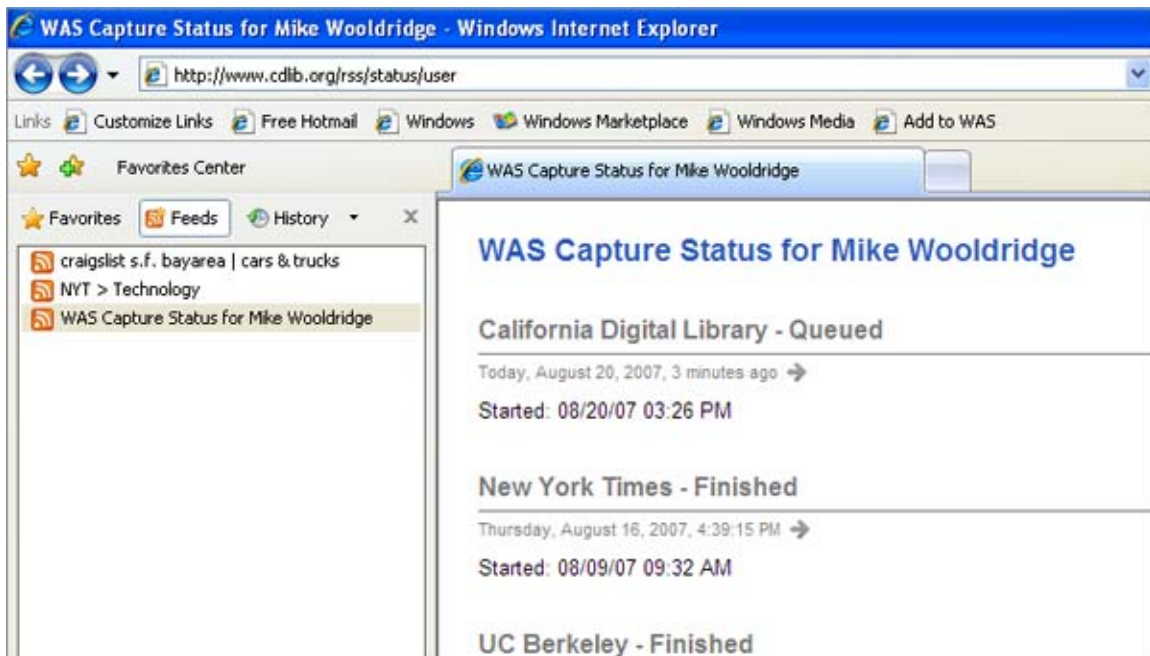 WAS Capture Status for Mike Wooldridge - Windows Internet Explorer
http://www.cdlib.org/rss/status/user
Links Customize Links Free Hotmail Windows Windows Marketplace Windows Media Add to WAS
Favorites Center
WAS Capture Status for Mike Wooldridge
Favorites Feeds History
craigslist s.f. bayarea | cars & trucks
NYT > Technology
WAS Capture Status for Mike Wooldridge
WAS Capture Status for Mike Wooldridge
California Digital Library - Queued
Today, August 20, 2007, 3 minutes ago
Started: 08/20/07 03:26 PM
New York Times - Finished
Thursday, August 16, 2007, 4:39:15 PM
Started: 08/09/07 09:32 AM
UC Berkeley - Finished